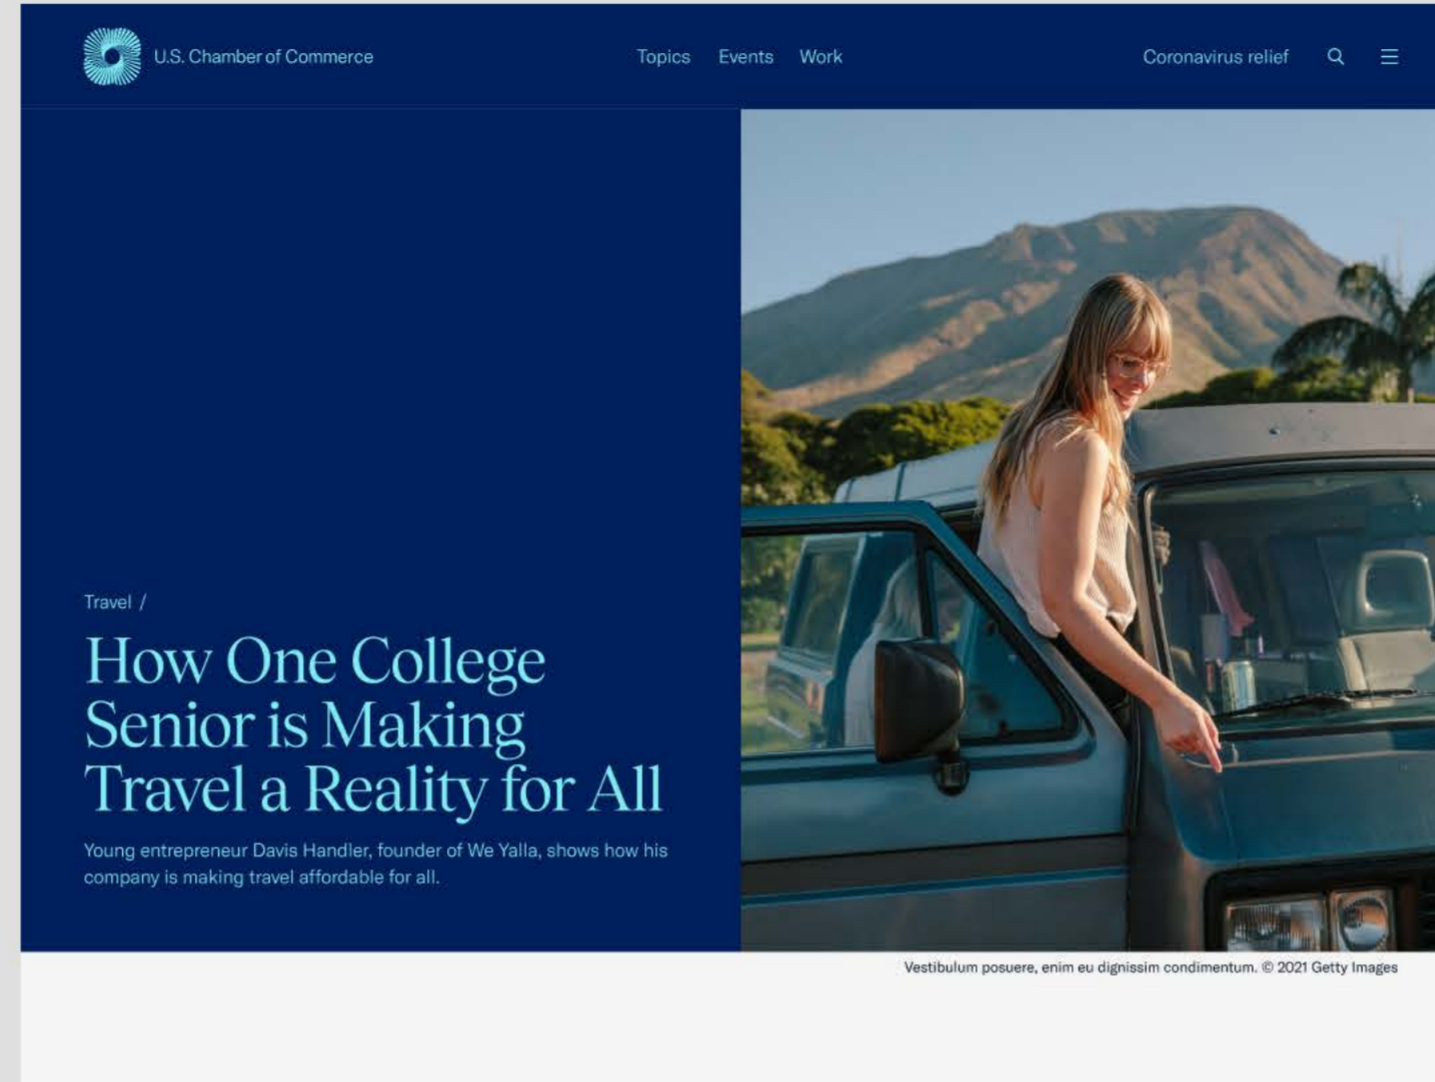 U.S. Chamber of Commerce
Topics Events Work
Coronavirus relief
Travel /
How One College
Senior is Making
Travel a Reality for All
Young entrepreneur Davis Handler, founder of We Yalla, shows how his
company is making travel affordable for all.
Vestibulum posuere, enim eu dignissim condimentum. © 2021 Getty Images